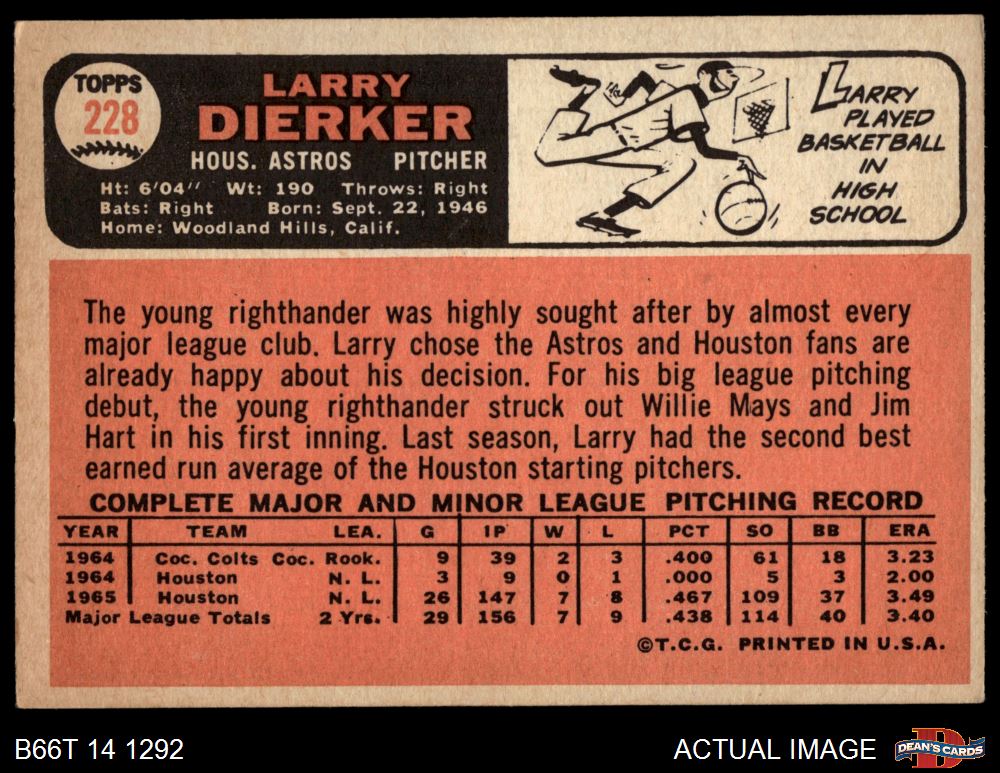 TOPPS
228
LARRY
DIERKER
HOUS. ASTROS PITCHER
Ht: 6'04" Wt: 190 Throws: Right
Bats: Right Born: Sept. 22, 1946
Home: Woodland Hills, Calif.
LARRY
PLAYED
BASKETBALL
IN
HIGH
SCHOOL
The young righthander was highly sought after by almost every
major league club. Larry chose the Astros and Houston fans are
already happy about his decision. For his big league pitching
debut, the young righthander struck out Willie Mays and Jim
Hart in his first inning. Last season, Larry had the second best
earned run average of the Houston starting pitchers.
COMPLETE MAJOR AND MINOR LEAGUE PITCHING RECORD
YEAR TEAM LEA. G IP W L PCT SO BB ERA
1964 Coc. Colts Coc. Rook. 9 39 2 3 .400 61 18 3.23
1964 Houston N. L. 3 9 0 1 .000 5 3 2.00
1965 Houston N. L. 26 147 7 8 .467 109 37 3.49
Major League Totals 2 Yrs. 29 156 7 9 .438 114 40 3.40
©T.C.G. PRINTED IN U.S.A.
B66T 14 1292
ACTUAL IMAGE
D
DEAN'S CARDS